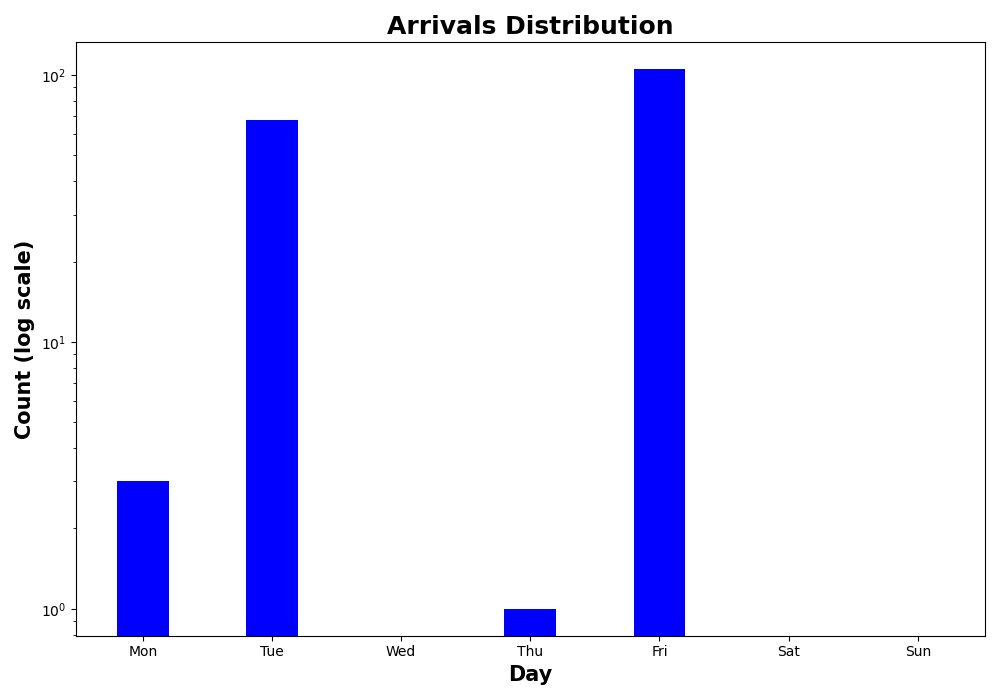 Arrivals Distribution
Count (log scale)
10²
10¹
10⁰
Mon Tue Wed Thu Fri Sat Sun
Day